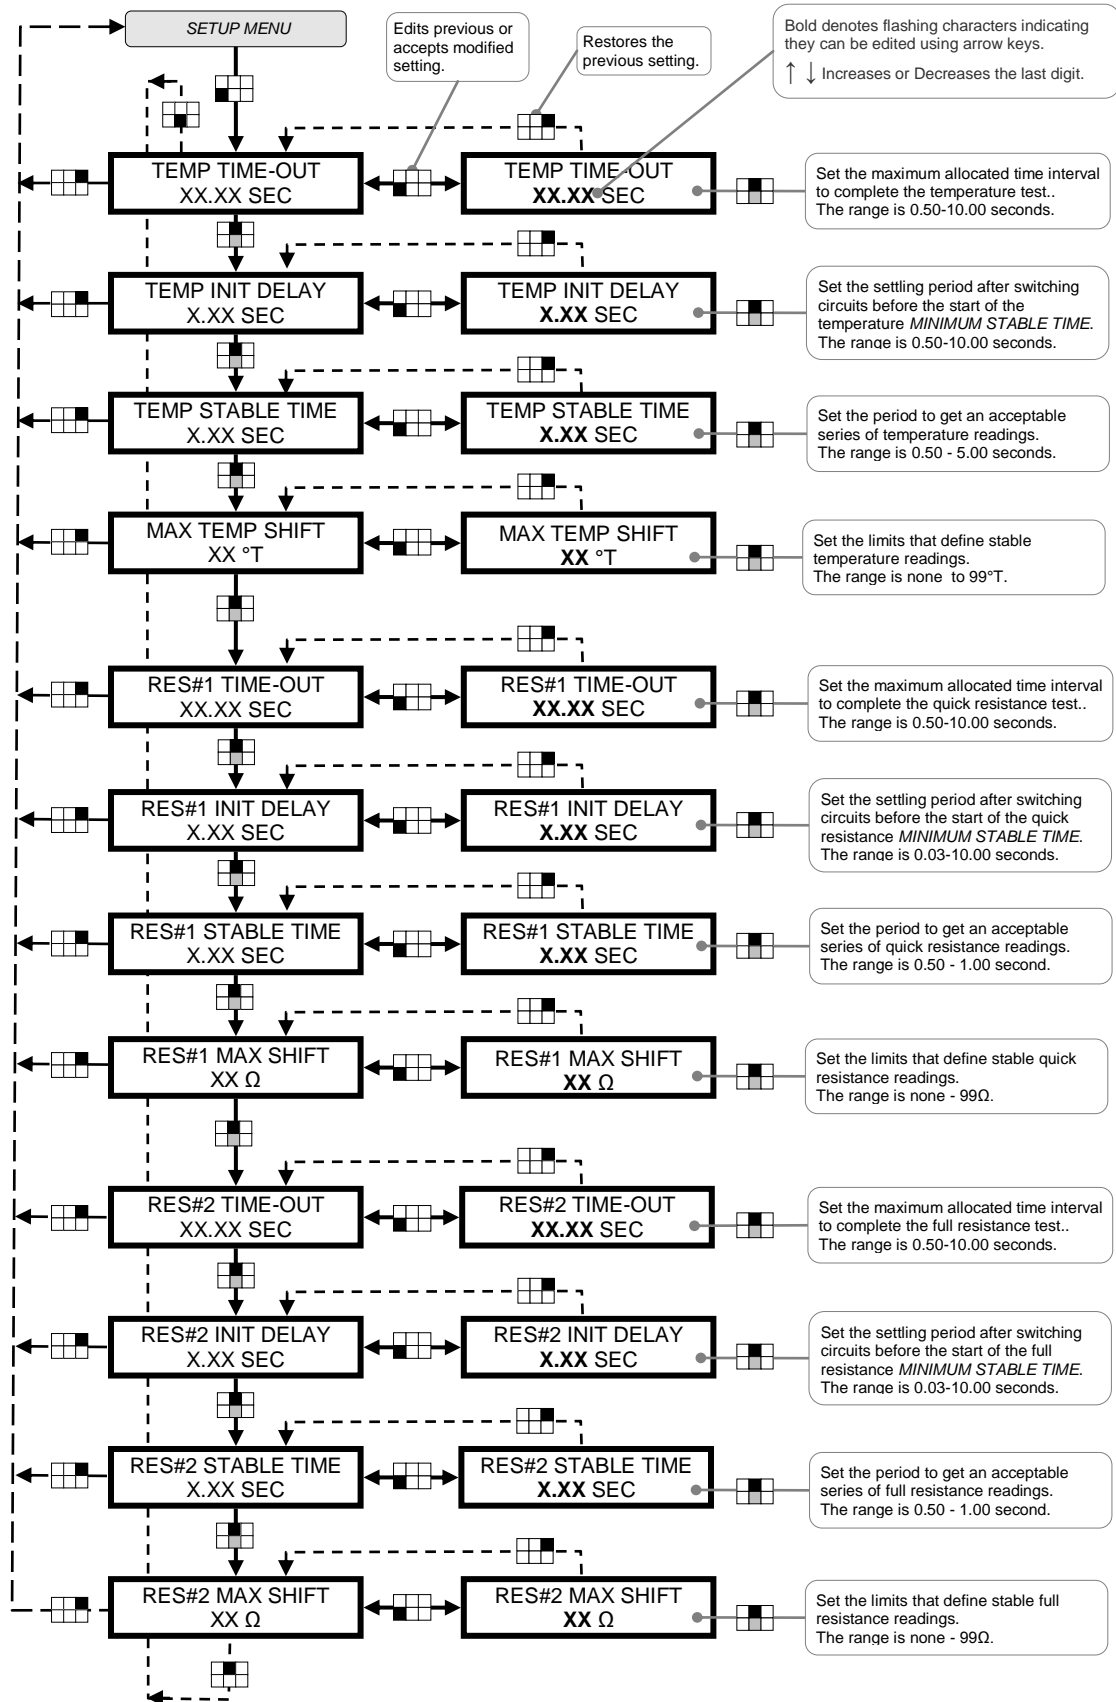 SETUP MENU
Edits previous or
accepts modified
setting.
Restores the
previous setting.
Bold denotes flashing characters indicating
they can be edited using arrow keys.
↑ ↓ Increases or Decreases the last digit.
TEMP TIME-OUT
XX.XX SEC
TEMP TIME-OUT
XX.XX SEC
Set the maximum allocated time interval
to complete the temperature test..
The range is 0.50-10.00 seconds.
TEMP INIT DELAY
X.XX SEC
TEMP INIT DELAY
X.XX SEC
Set the settling period after switching
circuits before the start of the
temperature MINIMUM STABLE TIME.
The range is 0.50-10.00 seconds.
TEMP STABLE TIME
X.XX SEC
TEMP STABLE TIME
X.XX SEC
Set the period to get an acceptable
series of temperature readings.
The range is 0.50 - 5.00 seconds.
MAX TEMP SHIFT
XX °T
MAX TEMP SHIFT
XX °T
Set the limits that define stable
temperature readings.
The range is none to 99°T.
RES#1 TIME-OUT
XX.XX SEC
RES#1 TIME-OUT
XX.XX SEC
Set the maximum allocated time interval
to complete the quick resistance test..
The range is 0.50-10.00 seconds.
RES#1 INIT DELAY
X.XX SEC
RES#1 INIT DELAY
X.XX SEC
Set the settling period after switching
circuits before the start of the quick
resistance MINIMUM STABLE TIME.
The range is 0.03-10.00 seconds.
RES#1 STABLE TIME
X.XX SEC
RES#1 STABLE TIME
X.XX SEC
Set the period to get an acceptable
series of quick resistance readings.
The range is 0.50 - 1.00 second.
RES#1 MAX SHIFT
XX Ω
RES#1 MAX SHIFT
XX Ω
Set the limits that define stable quick
resistance readings.
The range is none - 99Ω.
RES#2 TIME-OUT
XX.XX SEC
RES#2 TIME-OUT
XX.XX SEC
Set the maximum allocated time interval
to complete the full resistance test..
The range is 0.50-10.00 seconds.
RES#2 INIT DELAY
X.XX SEC
RES#2 INIT DELAY
X.XX SEC
Set the settling period after switching
circuits before the start of the full
resistance MINIMUM STABLE TIME.
The range is 0.03-10.00 seconds.
RES#2 STABLE TIME
X.XX SEC
RES#2 STABLE TIME
X.XX SEC
Set the period to get an acceptable
series of full resistance readings.
The range is 0.50 - 1.00 second.
RES#2 MAX SHIFT
XX Ω
RES#2 MAX SHIFT
XX Ω
Set the limits that define stable full
resistance readings.
The range is none - 99Ω.